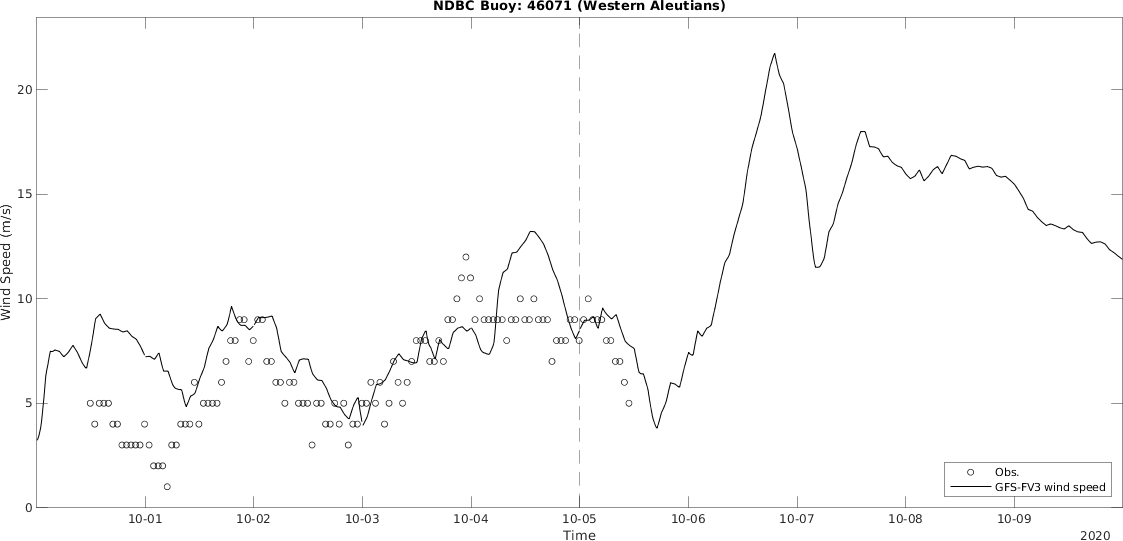 NDBC Buoy: 46071 (Western Aleutians)
Wind Speed (m/s)
20
15
10
5
0
10-01 10-02 10-03 10-04 10-05 10-06 10-07 10-08 10-09
Time
2020
Obs.
GFS-FV3 wind speed